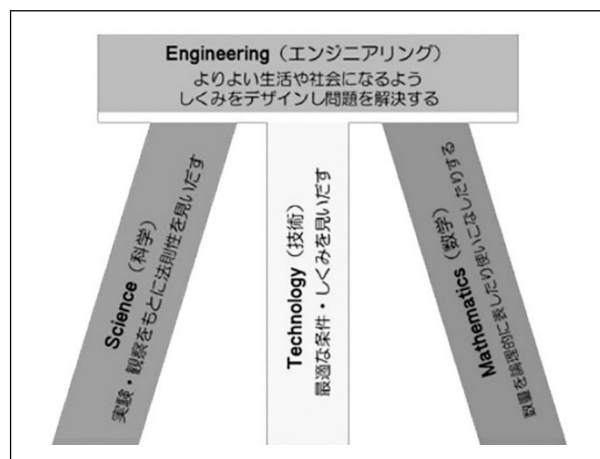 Engineering（エンジニアリング）
よりよい生活や社会になるよう
しくみをデザインし問題を解決する
Science（科学）
実験・観察をもとに法則性を見いだす
Technology（技術）
最適な条件・しくみを見いだす
Mathematics（数学）
数量を論理的に表したり使いこなしたりする